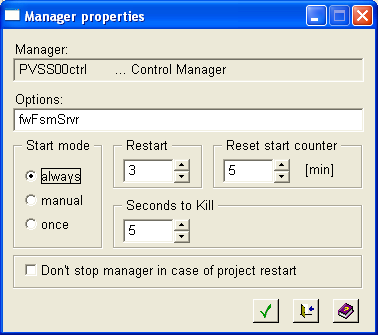 Manager properties
Manager:
PVSS00ctrl ... Control Manager
Options:
fwFsmSrvr
Start mode
always
manual
once
Restart
3
Reset start counter
5 [min]
Seconds to Kill
5
Don't stop manager in case of project restart